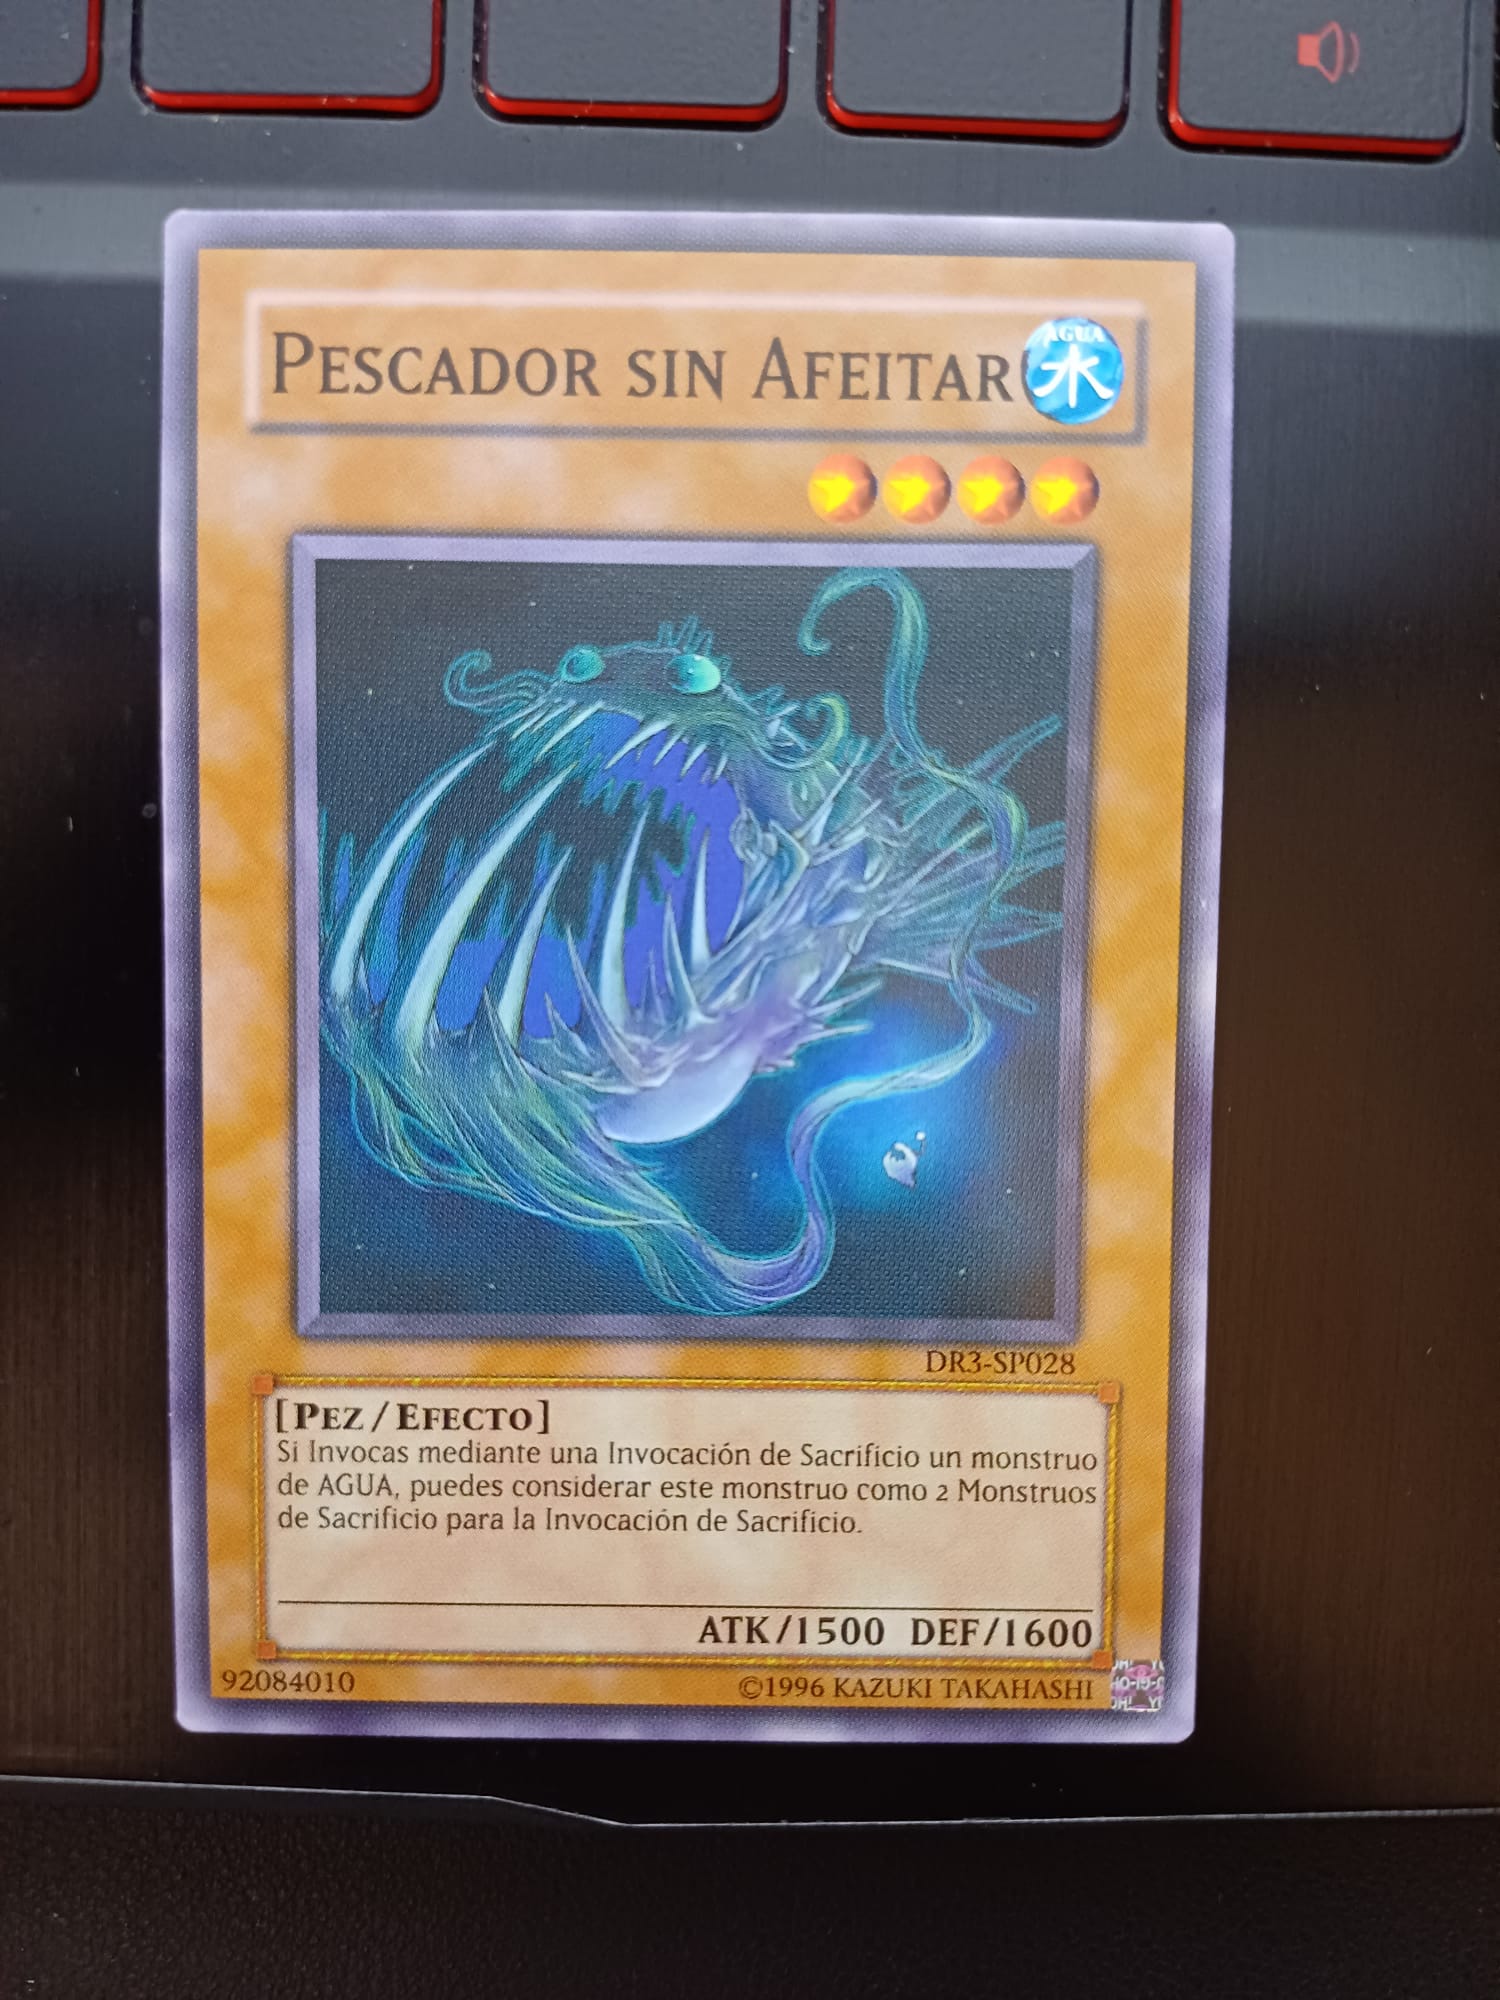 PESCADOR SIN AFEITAR
AGUA
水
DR3-SP028
[PEZ/EFECTO]
Si Invocas mediante una Invocación de Sacrificio un monstruo
de AGUA, puedes considerar este monstruo como 2 Monstruos
de Sacrificio para la Invocación de Sacrificio.
ATK/1500 DEF/1600
92084010
©1996 KAZUKI TAKAHASHI